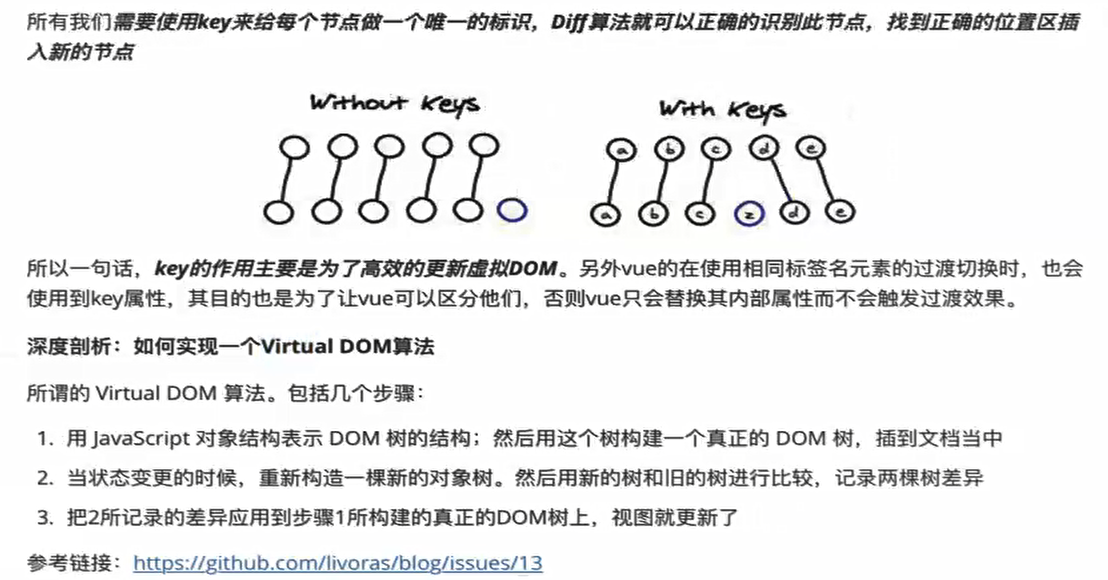 所有我们需要使用key来给每个节点做一个唯一的标识，Diff算法就可以正确的识别此节点，找到正确的位置区插
入新的节点
Without Keys
With Keys
a b c d e
a b c z d e
所以一句话，key的作用主要是为了高效的更新虚拟DOM。另外vue的在使用相同标签名元素的过渡切换时，也会
使用到key属性，其目的也是为了让vue可以区分他们，否则vue只会替换其内部属性而不会触发过渡效果。
深度剖析：如何实现一个Virtual DOM算法
所谓的 Virtual DOM 算法。包括几个步骤：
1. 用 JavaScript 对象结构表示 DOM 树的结构；然后用这个树构建一个真正的 DOM 树，插到文档当中
2. 当状态变更的时候，重新构造一棵新的对象树。然后用新的树和旧的树进行比较，记录两棵树差异
3. 把2所记录的差异应用到步骤1所构建的真正的DOM树上，视图就更新了
参考链接：https://github.com/livoras/blog/issues/13